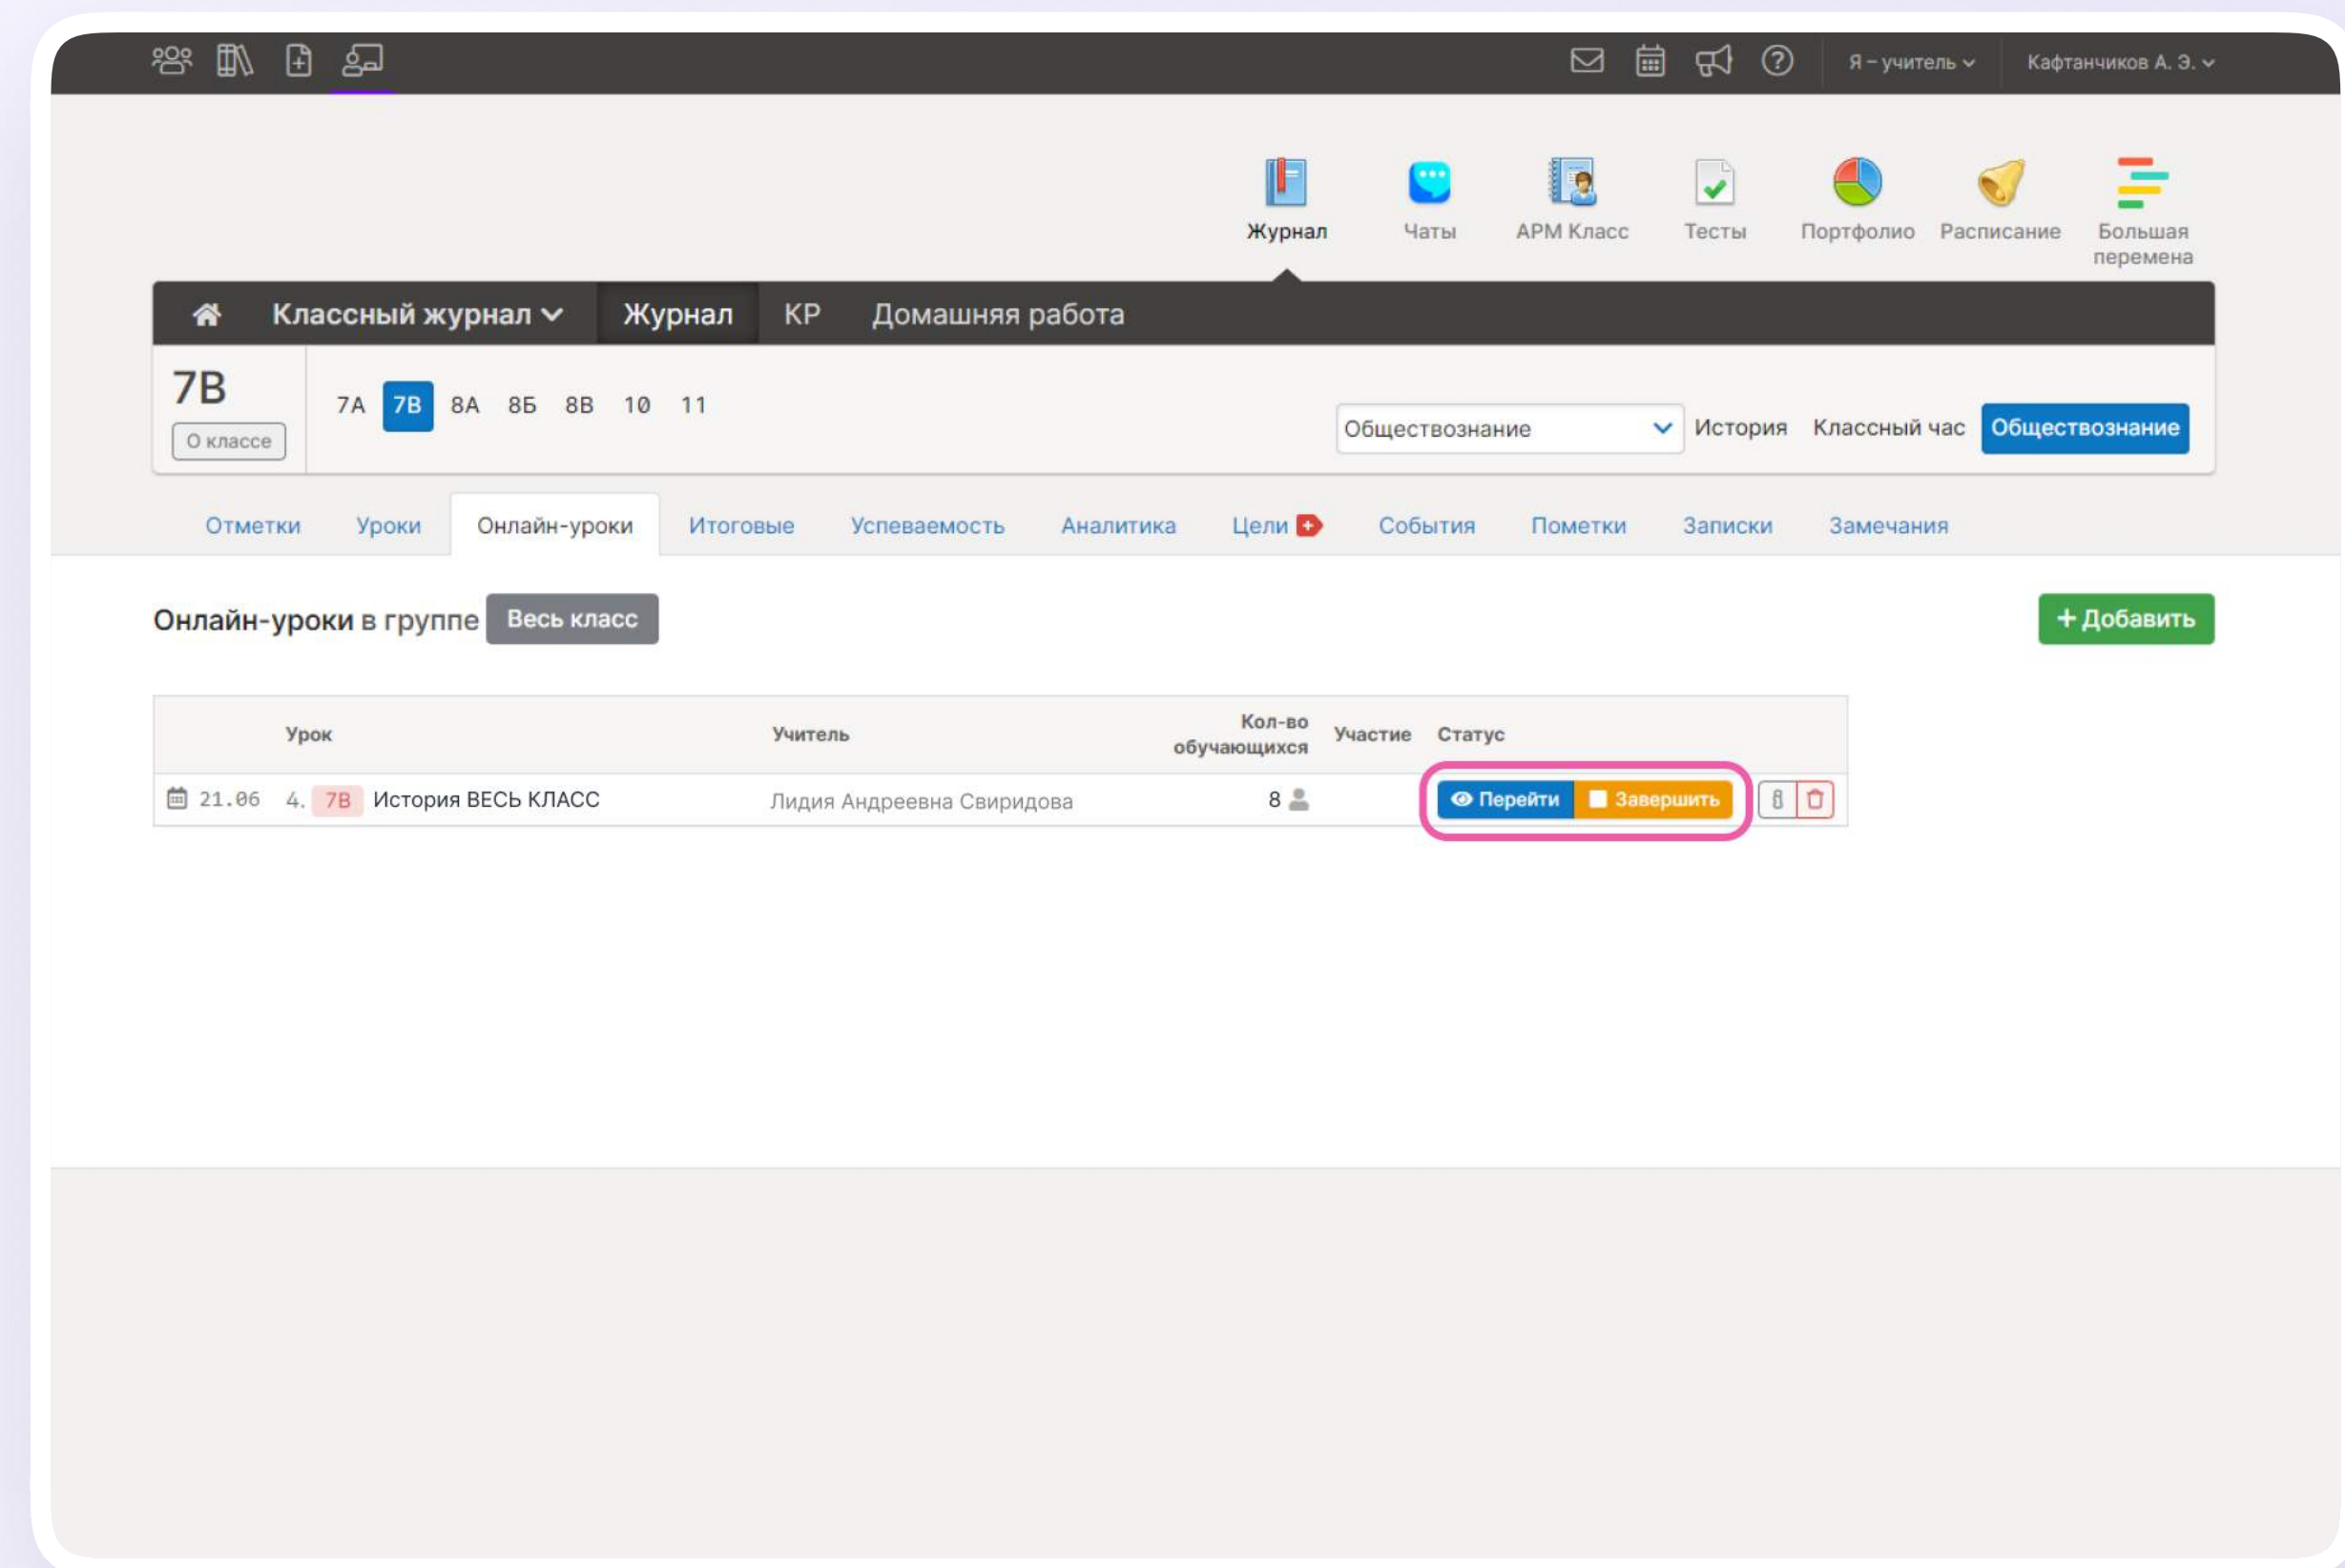 Я – учитель
Кафтанчиков А. Э.
Журнал
Чаты
АРМ Класс
Тесты
Портфолио
Расписание
Большая
перемена
Классный журнал
Журнал
КР
Домашняя работа
7В
О классе
7А 7В 8А 8Б 8В 10 11
Обществознание
История
Классный час
Обществознание
Отметки
Уроки
Онлайн-уроки
Итоговые
Успеваемость
Аналитика
Цели
События
Пометки
Записки
Замечания
Онлайн-уроки в группе Весь класс
+ Добавить
Урок
Учитель
Кол-во
обучающихся
Участие
Статус
21.06 4. 7В История ВЕСЬ КЛАСС
Лидия Андреевна Свиридова
8
Перейти
Завершить